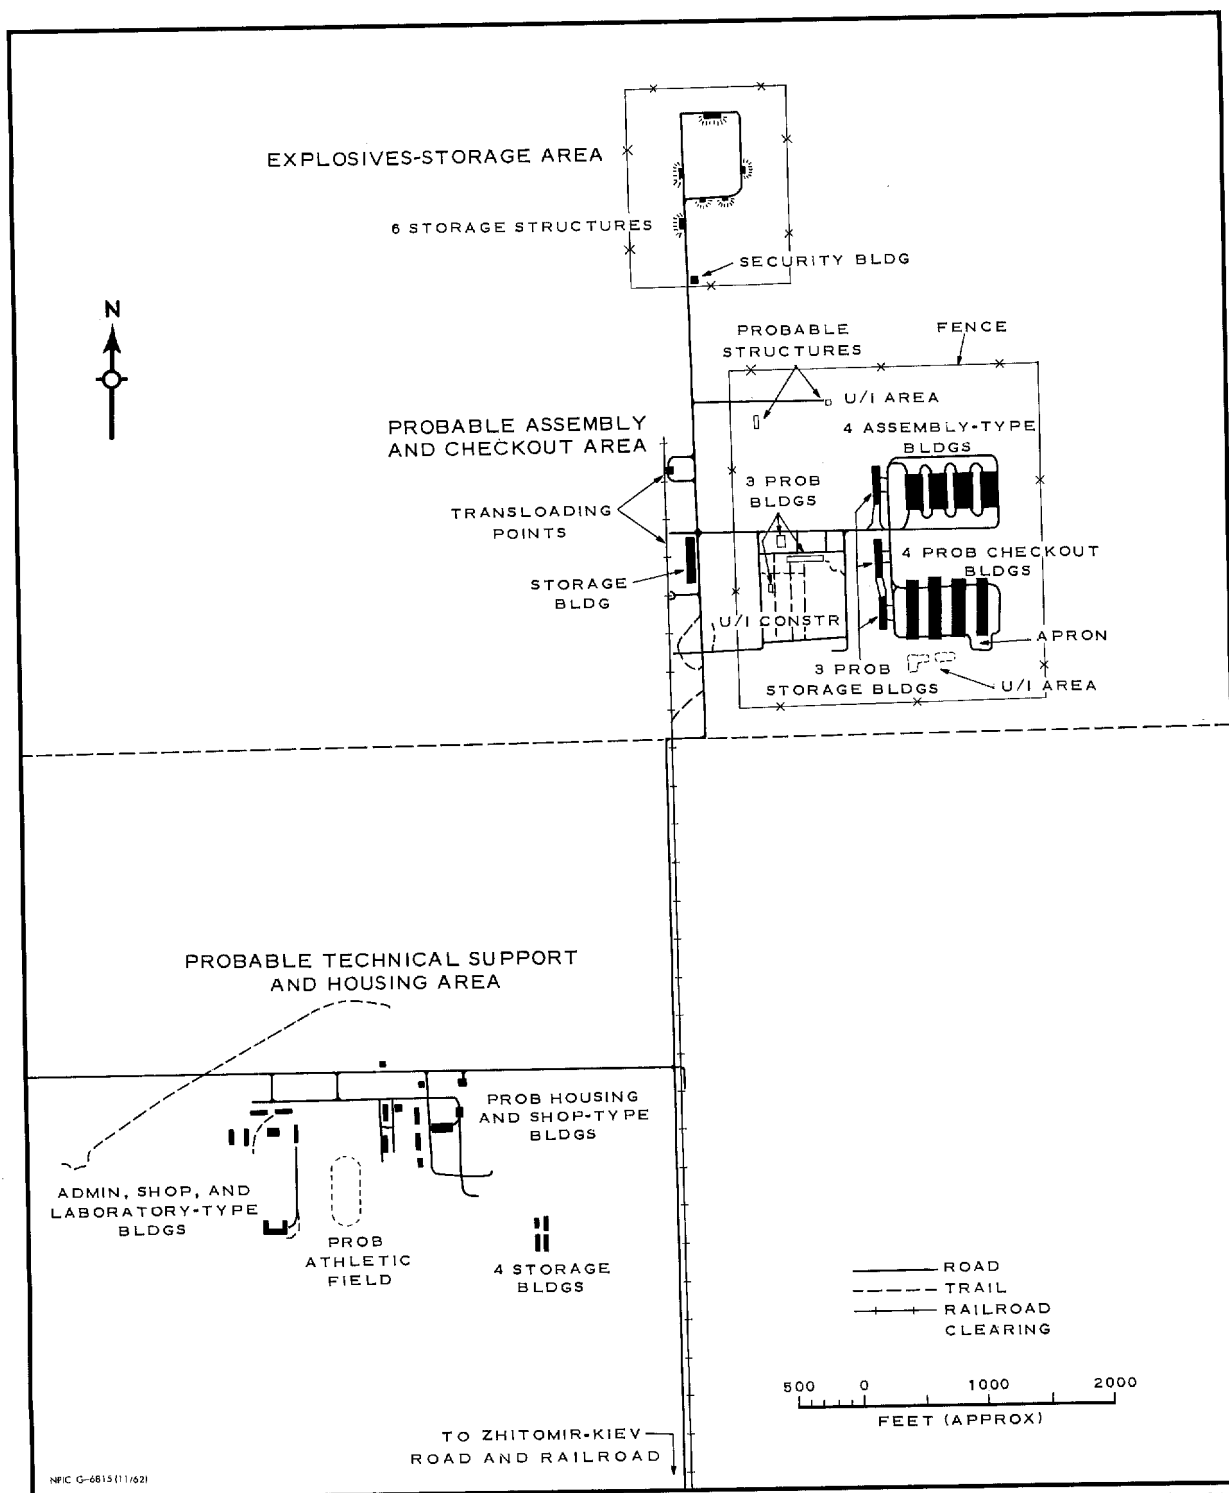 EXPLOSIVES-STORAGE AREA
6 STORAGE STRUCTURES
SECURITY BLDG
N
PROBABLE
STRUCTURES
FENCE
U/I AREA
PROBABLE ASSEMBLY
AND CHECKOUT AREA
4 ASSEMBLY-TYPE
BLDGS
3 PROB
BLDGS
TRANSLOADING
POINTS
4 PROB CHECKOUT
BLDGS
STORAGE
BLDG
U/I CONSTR
APRON
3 PROB
STORAGE BLDGS
U/I AREA
PROBABLE TECHNICAL SUPPORT
AND HOUSING AREA
PROB HOUSING
AND SHOP-TYPE
BLDGS
ADMIN, SHOP, AND
LABORATORY-TYPE
BLDGS
PROB
ATHLETIC
FIELD
4 STORAGE
BLDGS
ROAD
TRAIL
RAILROAD
CLEARING
500 0 1000 2000
FEET (APPROX)
TO ZHITOMIR-KIEV
ROAD AND RAILROAD
NPIC G-6815 (11/62)